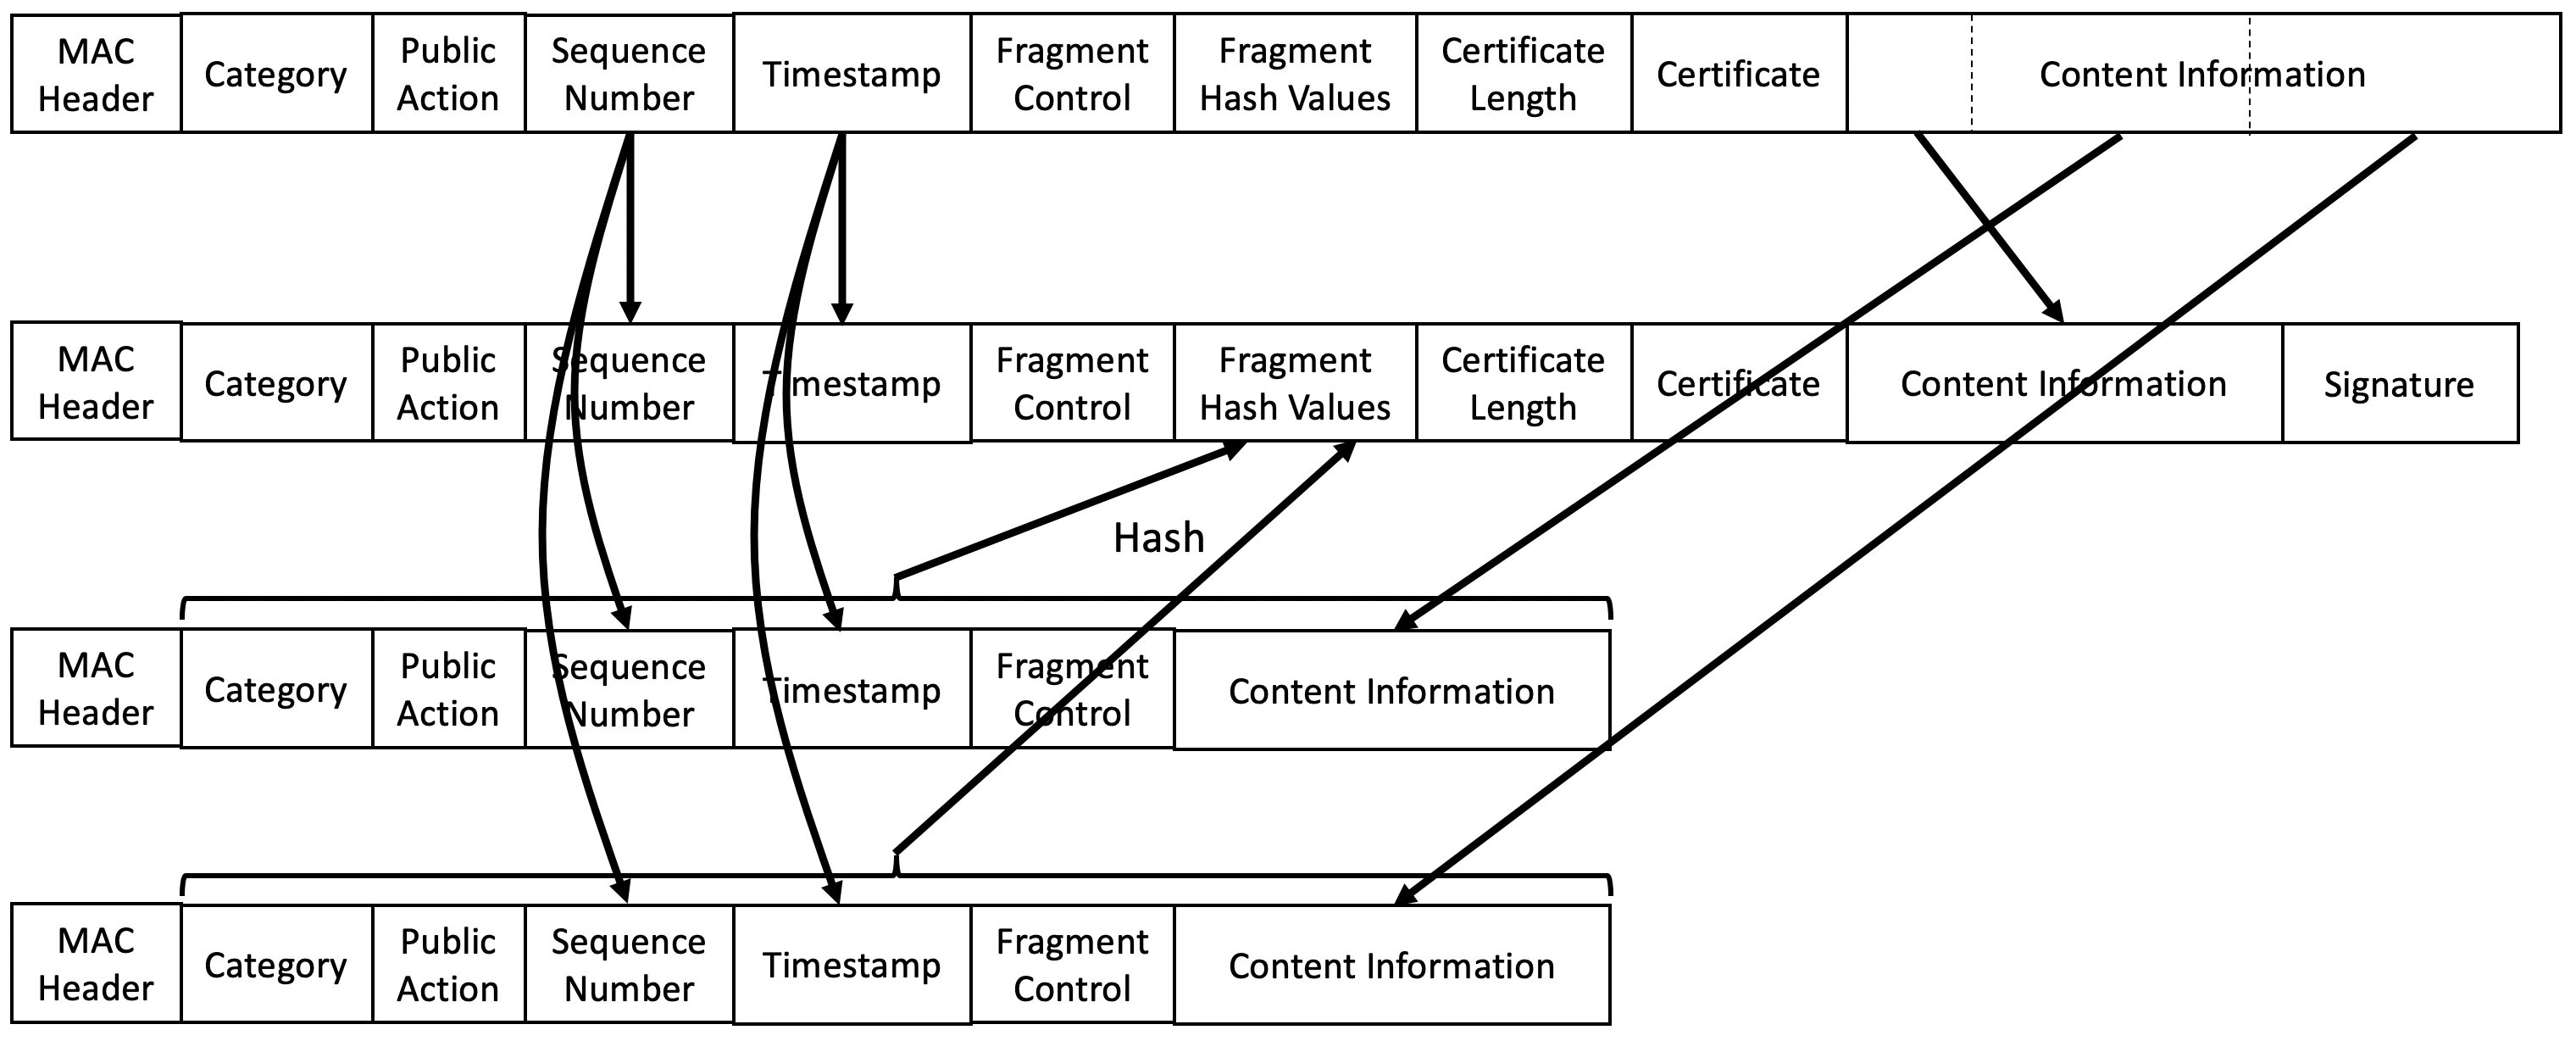 MAC
Header
Category
Public
Action
Sequence
Number
Timestamp
Fragment
Control
Fragment
Hash Values
Certificate
Length
Certificate
Content Information
MAC
Header
Category
Public
Action
Sequence
Number
Timestamp
Fragment
Control
Fragment
Hash Values
Certificate
Length
Certificate
Content Information
Signature
Hash
MAC
Header
Category
Public
Action
Sequence
Number
Timestamp
Fragment
Control
Content Information
MAC
Header
Category
Public
Action
Sequence
Number
Timestamp
Fragment
Control
Content Information